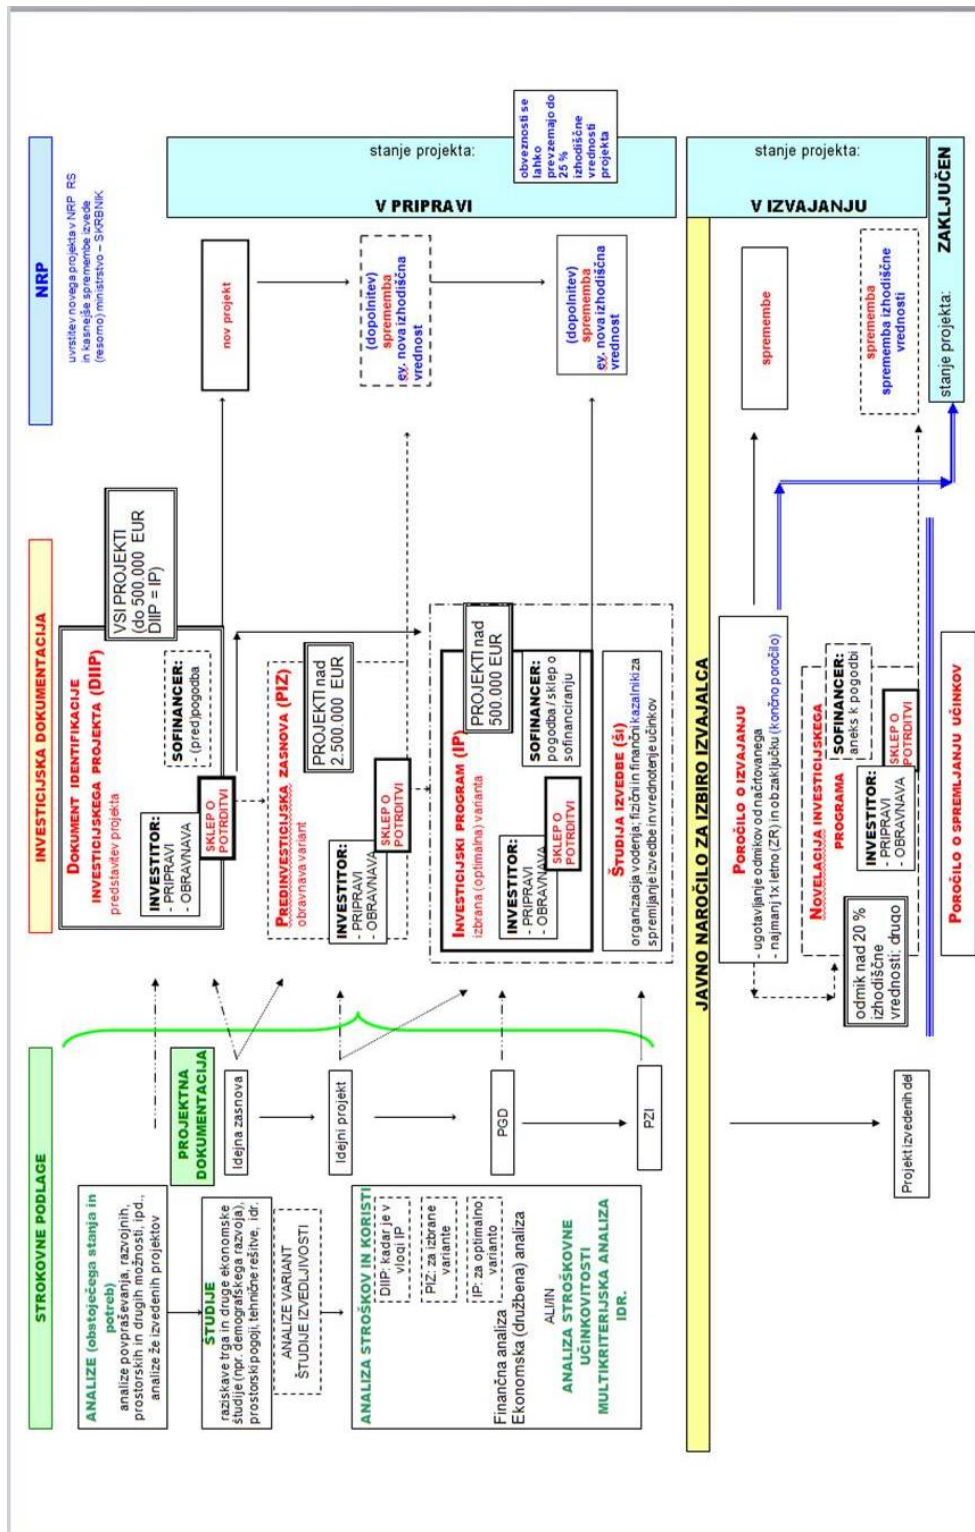 STROKOVNE PODLAGE
INVESTICIJSKA DOKUMENTACIJA
NRP
uvrstitev novega projekta v NRP RS
in kasnejše spremembe izvede
(resorno) ministrstvo – SKRBNIK
ANALIZE (obstoječega stanja in
potreb)
analize povpraševanja, razvojnih,
prostorskih in drugih možnosti, ipd.,
analize že izvedenih projektov
ŠTUDIJE
raziskave trga in druge ekonomske
študije (npr. demografskega razvoja),
prostorski pogoji, tehnične rešitve, idr.
ANALIZE VARIANT
ŠTUDIJE IZVEDLJIVOSTI
ANALIZA STROŠKOV IN KORISTI
DIIP: kadar je v
vlogi IP
PIZ: za izbrane
variante
IP: za optimalno
varianto
Finančna analiza
Ekonomska (družbena) analiza
ALI/IN
ANALIZA STROŠKOVNE
UČINKOVITOSTI
MULTIKRITERIJSKA ANALIZA
IDR.
PROJEKTNA
DOKUMENTACIJA
Idejna zasnova
Idejni projekt
PGD
PZI
DOKUMENT IDENTIFIKACIJE
INVESTICIJSKEGA PROJEKTA (DIIP)
predstavitev projekta
VSI PROJEKTI
(do 500.000 EUR
DIIP = IP)
INVESTITOR:
- PRIPRAVI
- OBRAVNAVA
SKLEP O
POTRDITVI
SOFINANCER:
- (pred)pogodba
PREDINVESTICIJSKA ZASNOVA (PIZ)
obravnava variant
PROJEKTI nad
2.500.000 EUR
INVESTITOR:
- PRIPRAVI
- OBRAVNAVA
SKLEP O
POTRDITVI
INVESTICIJSKI PROGRAM (IP)
izbrana (optimalna) varianta
PROJEKTI nad
500.000 EUR
INVESTITOR:
- PRIPRAVI
- OBRAVNAVA
SKLEP O
POTRDITVI
SOFINANCER:
pogodba / sklep o
sofinanciranju
ŠTUDIJA IZVEDBE (ŠI)
organizacija vodenja; fizični in finančni kazalniki za
spremljanje izvedbe in vrednotenje učinkov
nov projekt
(dopolnitev)
sprememba
ev. nova izhodiščna
vrednost
(dopolnitev)
sprememba
ev. nova izhodiščna
vrednost
stanje projekta:
V PRIPRAVI
obveznosti se
lahko
prevzemajo do
25 %
izhodiščne
vrednosti
projekta
JAVNO NAROČILO ZA IZBIRO IZVAJALCA
Projekt izvedenih del
POROČILO O IZVAJANJU
- ugotavljanje odmikov od načrtovanega
- najmanj 1x letno (ZR) in ob zaključku (končno poročilo)
NOVELACIJA INVESTICIJSKEGA
PROGRAMA
odmik nad 20 %
izhodiščne
vrednosti: drugo
INVESTITOR:
- PRIPRAVI
- OBRAVNAVA
SKLEP O
POTRDITVI
SOFINANCER:
aneks k pogodbi
POROČILO O SPREMLJANJU UČINKOV
spremembe
sprememba
sprememba izhodiščne
vrednosti
stanje projekta:
V IZVAJANJU
stanje projekta:
ZAKLJUČEN